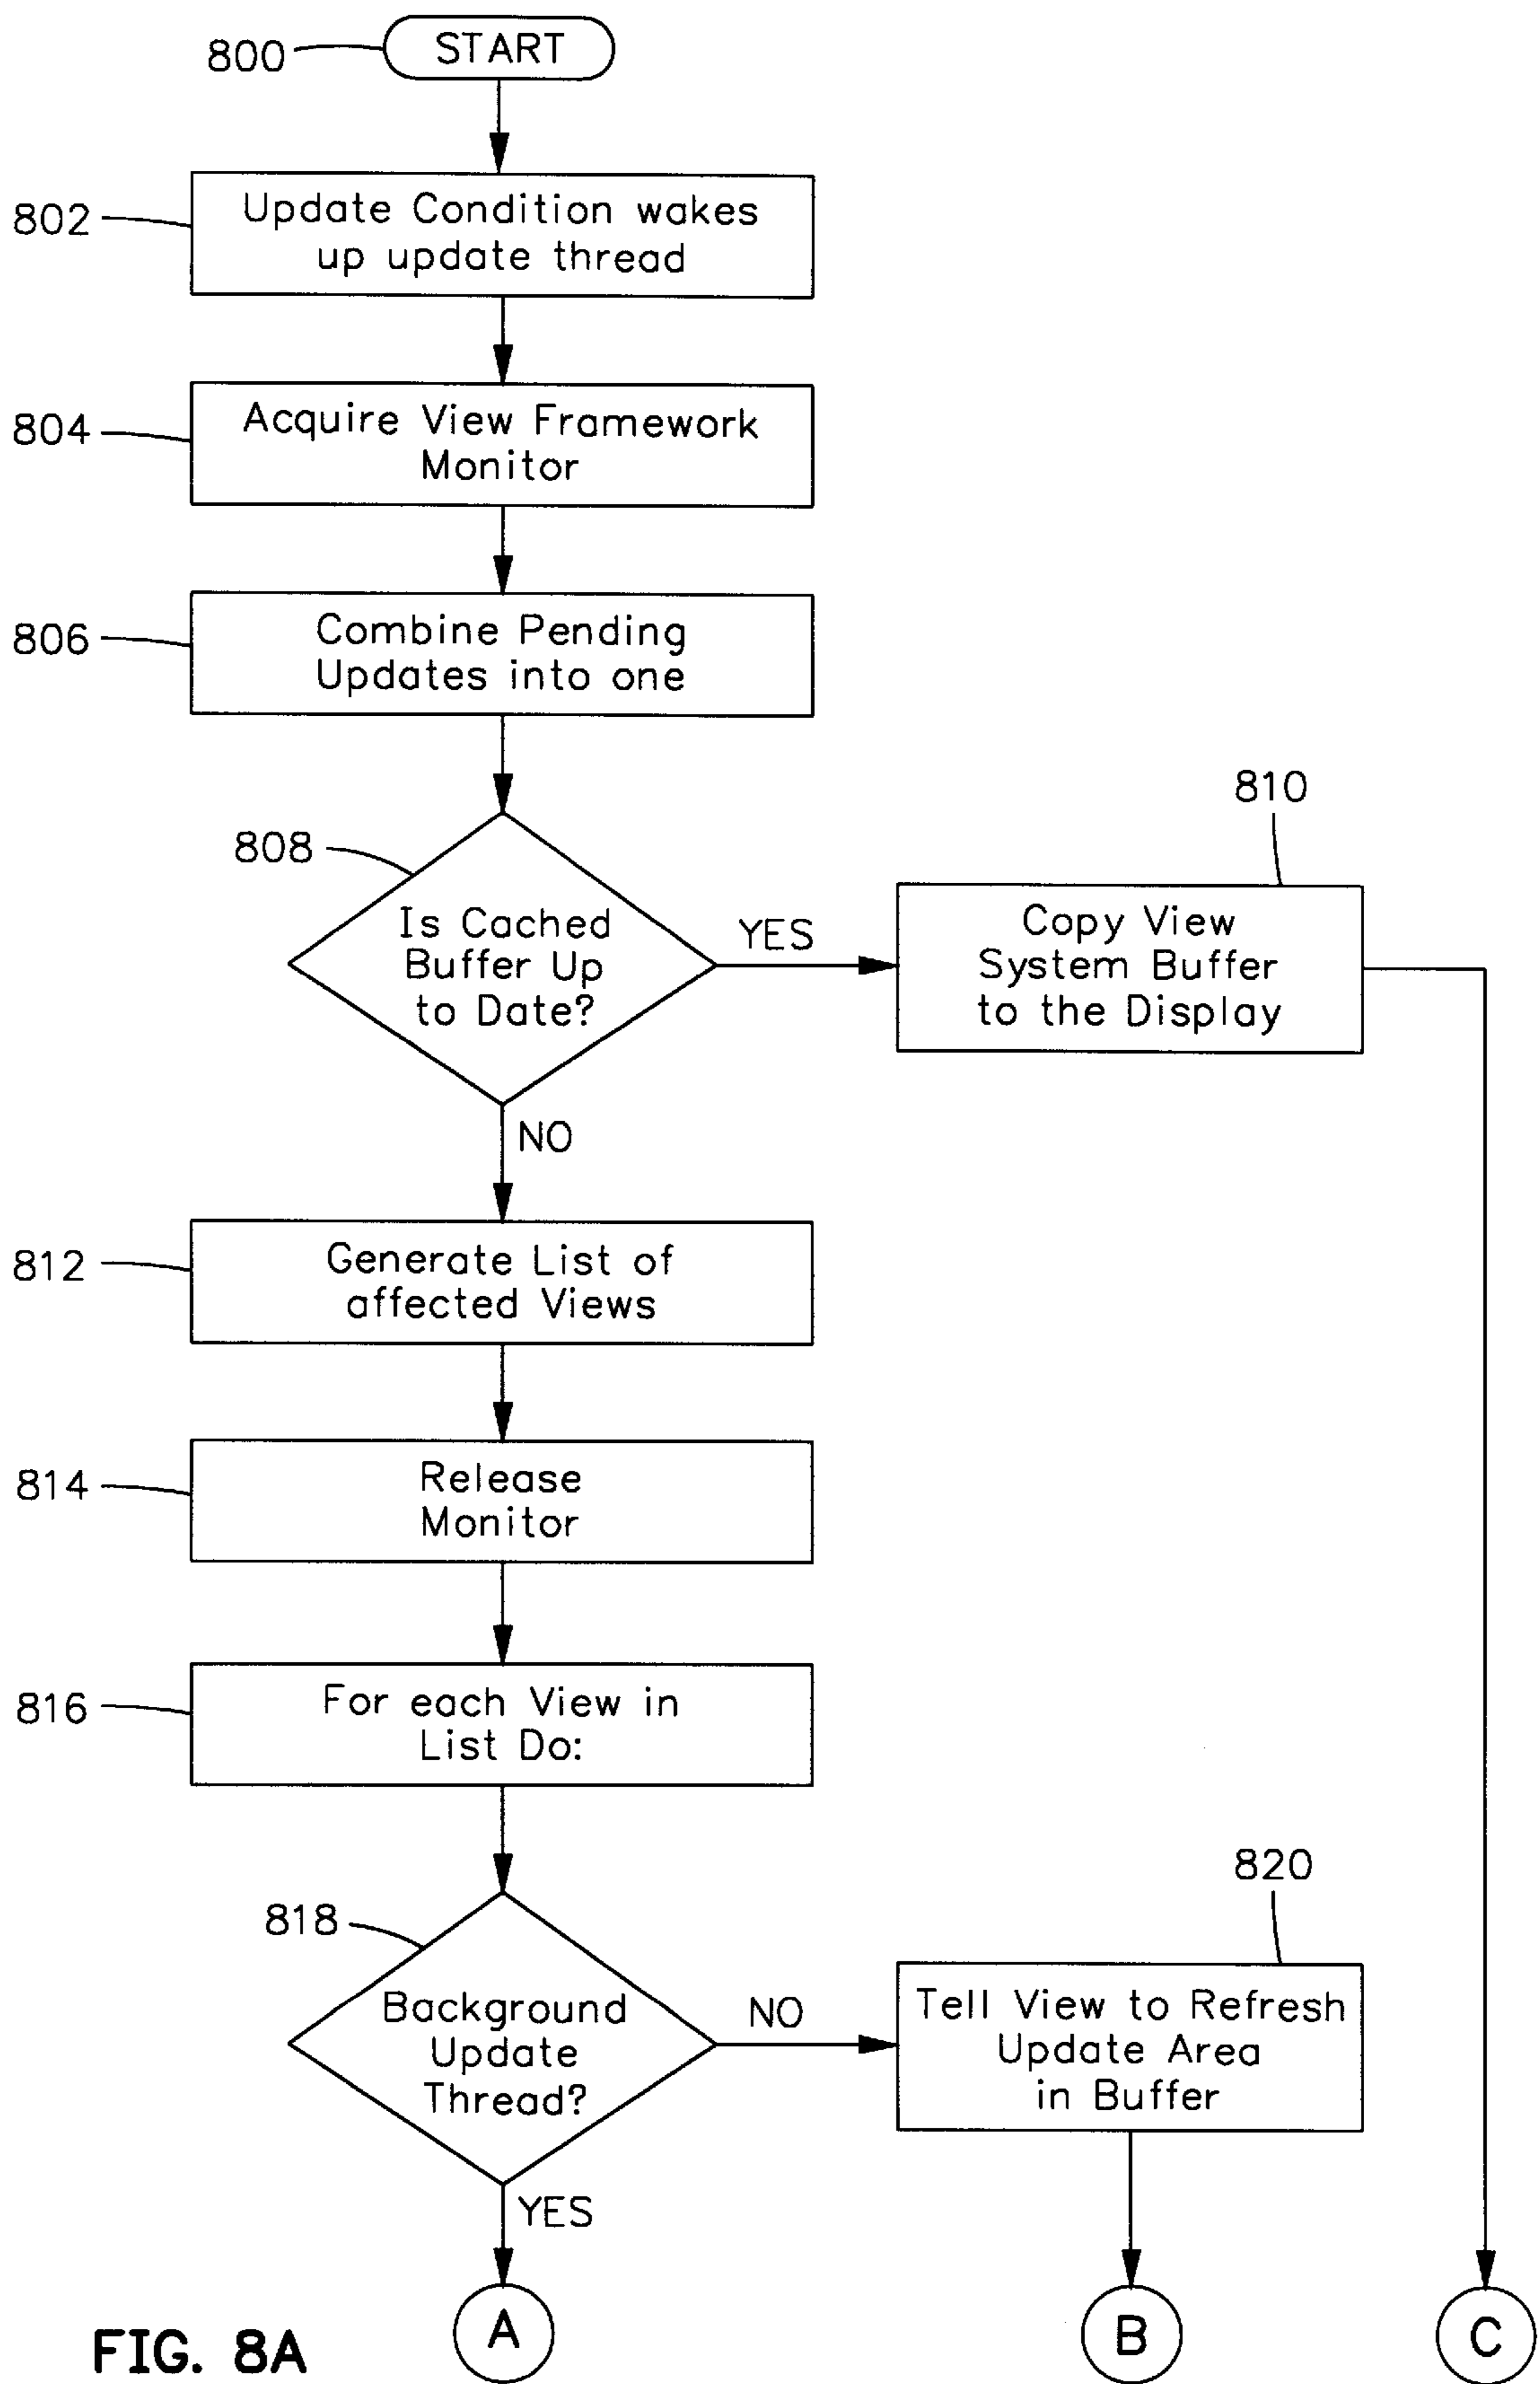 800
START
802
Update Condition wakes
up update thread
804
Acquire View Framework
Monitor
806
Combine Pending
Updates into one
808
Is Cached
Buffer Up
to Date?
YES
810
Copy View
System Buffer
to the Display
NO
812
Generate List of
affected Views
814
Release
Monitor
816
For each View in
List Do:
818
Background
Update
Thread?
NO
820
Tell View to Refresh
Update Area
in Buffer
YES
A
B
C
FIG. 8A